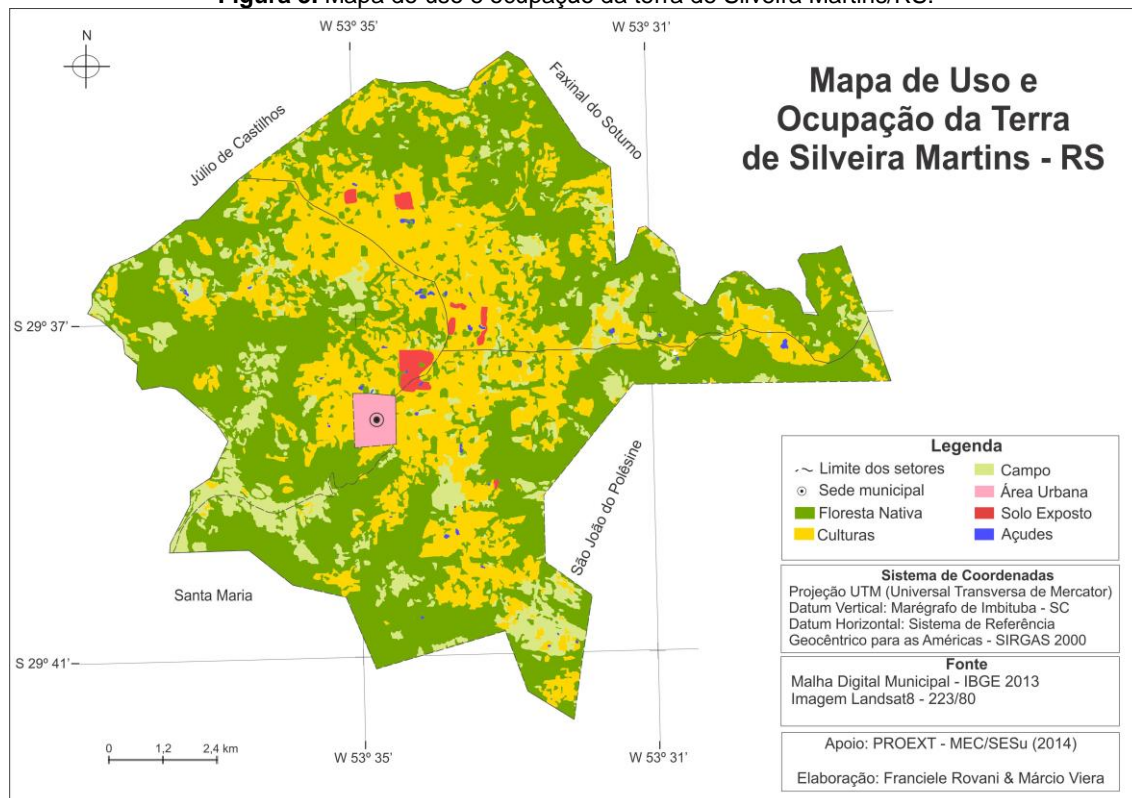 Figura 3. Mapa de uso e ocupação da terra de Silveira Martins/RS.
W 53º 35’
W 53º 31’
N
Mapa de Uso e
Ocupação da Terra
de Silveira Martins - RS
Faxinal do Soturno
Júlio de Castilhos
S 29º 37’
São João do Polêsine
Santa Maria
S 29º 41’
W 53º 35’
W 53º 31’
0 1,2 2,4 km
Legenda
Limite dos setores
Sede municipal
Floresta Nativa
Culturas
Campo
Área Urbana
Solo Exposto
Açudes
Sistema de Coordenadas
Projeção UTM (Universal Transversa de Mercator)
Datum Vertical: Marégrafo de Imbituba - SC
Datum Horizontal: Sistema de Referência
Geocêntrico para as Américas - SIRGAS 2000
Fonte
Malha Digital Municipal - IBGE 2013
Imagem Landsat8 - 223/80
Apoio: PROEXT - MEC/SESu (2014)
Elaboração: Franciele Rovani & Márcio Viera